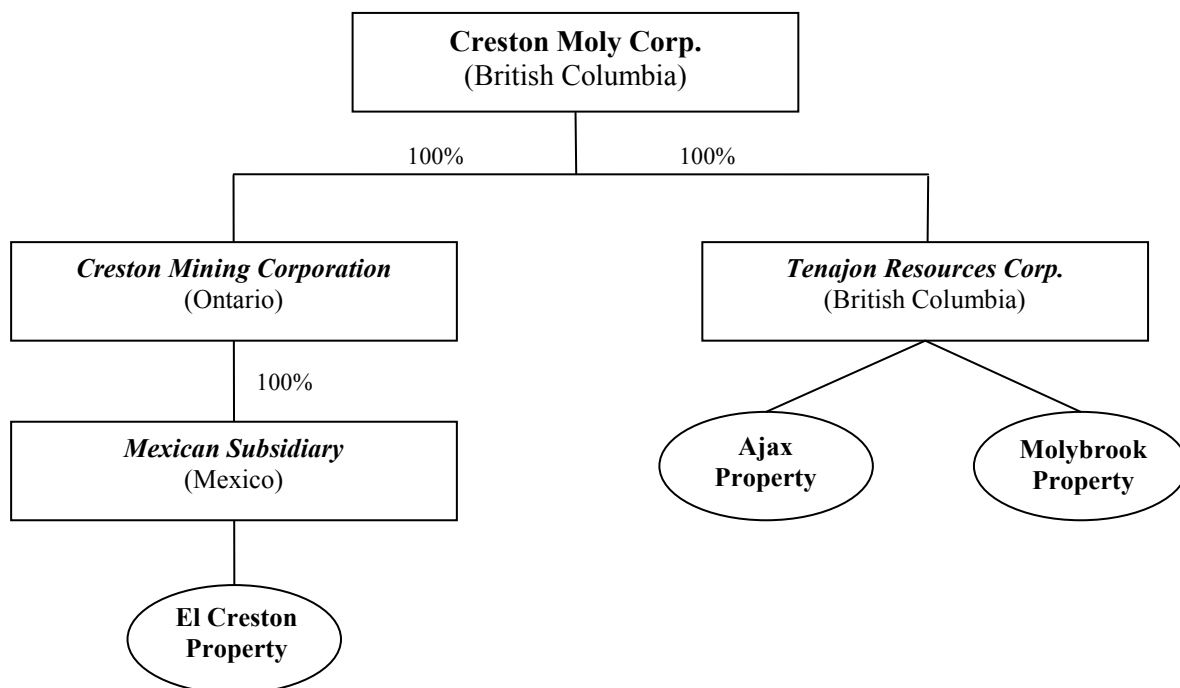 Creston Moly Corp.
(British Columbia)
100%
100%
Creston Mining Corporation
(Ontario)
Tenajon Resources Corp.
(British Columbia)
100%
Mexican Subsidiary
(Mexico)
Ajax
Property
Molybrook
Property
El Creston
Property